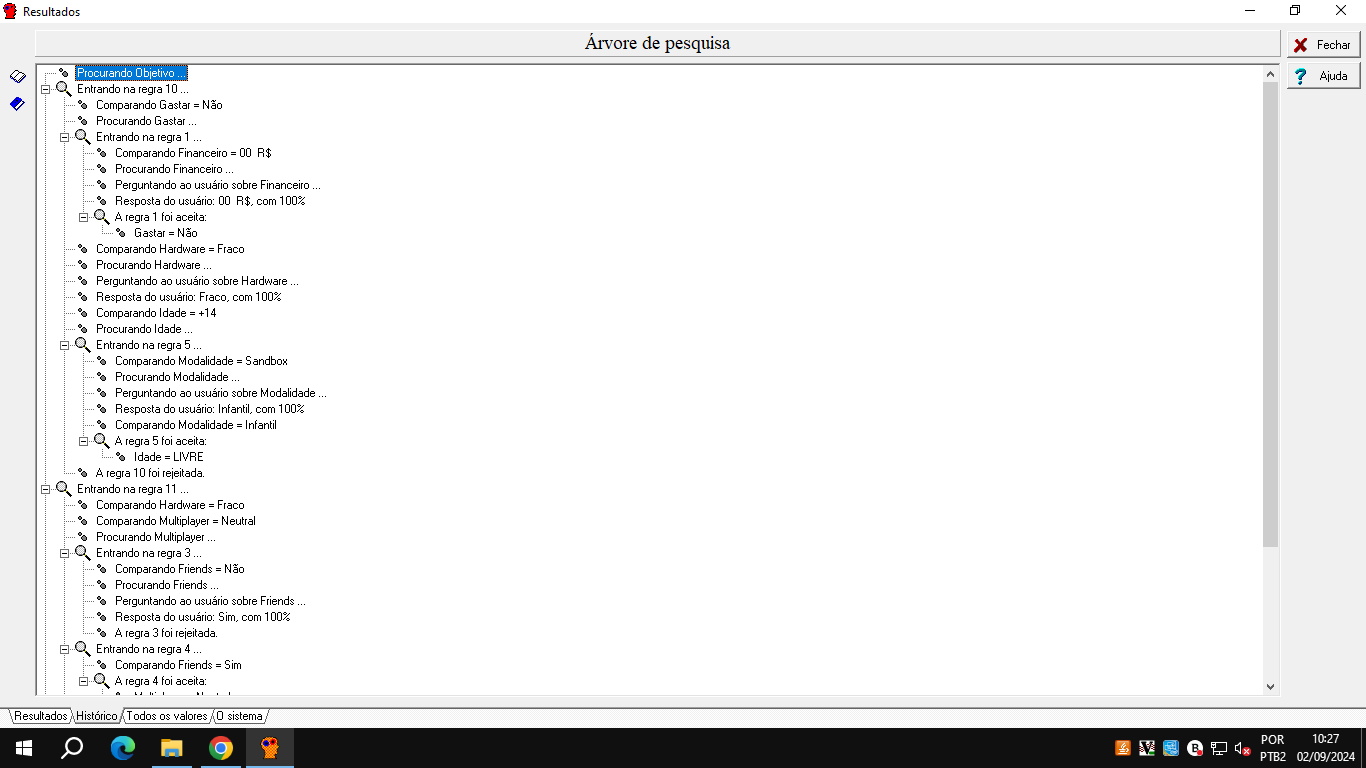 Resultados
Árvore de pesquisa
Fechar
Ajuda
Procurando Objetivo ...
Entrando na regra 10 ...
Comparando Gastar = Não
Procurando Gastar ...
Entrando na regra 1 ...
Comparando Financeiro = 00 R$
Procurando Financeiro ...
Perguntando ao usuário sobre Financeiro ...
Resposta do usuário: 00 R$, com 100%
A regra 1 foi aceita:
Gastar = Não
Comparando Hardware = Fraco
Procurando Hardware ...
Perguntando ao usuário sobre Hardware ...
Resposta do usuário: Fraco, com 100%
Comparando Idade = +14
Procurando Idade ...
Entrando na regra 5 ...
Comparando Modalidade = Sandbox
Procurando Modalidade ...
Perguntando ao usuário sobre Modalidade ...
Resposta do usuário: Infantil, com 100%
Comparando Modalidade = Infantil
A regra 5 foi aceita:
Idade = LIVRE
A regra 10 foi rejeitada.
Entrando na regra 11 ...
Comparando Hardware = Fraco
Comparando Multiplayer = Neutral
Procurando Multiplayer ...
Entrando na regra 3 ...
Comparando Friends = Não
Procurando Friends ...
Perguntando ao usuário sobre Friends ...
Resposta do usuário: Sim, com 100%
A regra 3 foi rejeitada.
Entrando na regra 4 ...
Comparando Friends = Sim
A regra 4 foi aceita:
Resultados
Histórico
Todos os valores
O sistema
POR
PTB2
10:27
02/09/2024